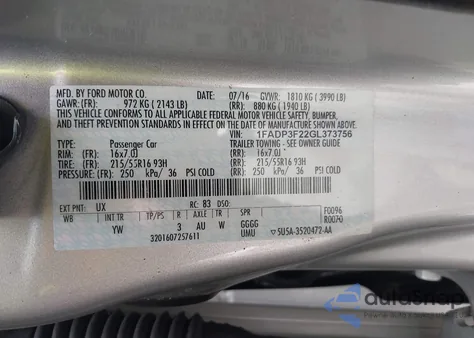 MFD. BY FORD MOTOR CO.
DATE: 07/16 GVWR: 1810 KG ( 3990 LB)
GAWR: (FR): 972 KG ( 2143 LB) (RR): 880 KG ( 1940 LB)
THIS VEHICLE CONFORMS TO ALL APPLICABLE FEDERAL MOTOR VEHICLE SAFETY, BUMPER,
AND THEFT PREVENTION STANDARDS IN EFFECT ON THE DATE OF MANUFACTURE SHOWN ABOVE.
VIN: 1FADP3F22GL373756
TYPE: Passenger Car TRAILER TOWING - SEE OWNER GUIDE
RIM: (FR): 16x7.0J (RR): 16x7.0J
TIRE: (FR): 215/55R16 93H (RR): 215/55R16 93H
PRESSURE: (FR): 250 kPa/ 36 PSI COLD (RR): 250 kPa/ 36 PSI COLD
EXT PNT: UX RC: 83 DSO: F0096
WB INT TR TP/PS R AXLE TR SPR R0070
YW 3 AU W GGGG
3201607257611 UMU 5U5A-3520472-AA
AutoSnap